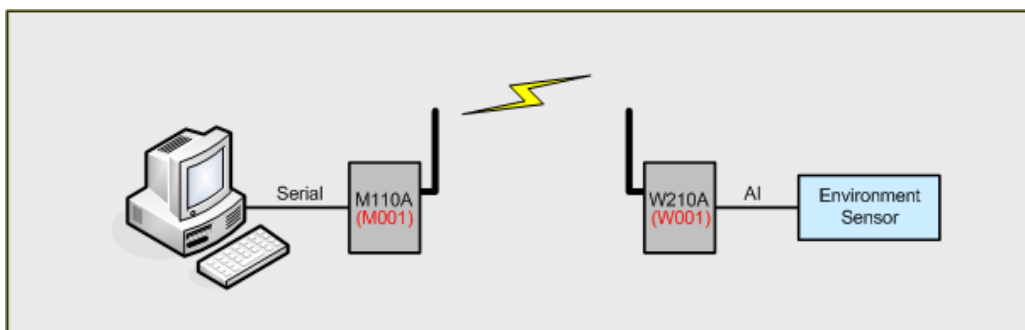 Serial
M110A
(M001)
W210A
(W001)
AI
Environment
Sensor